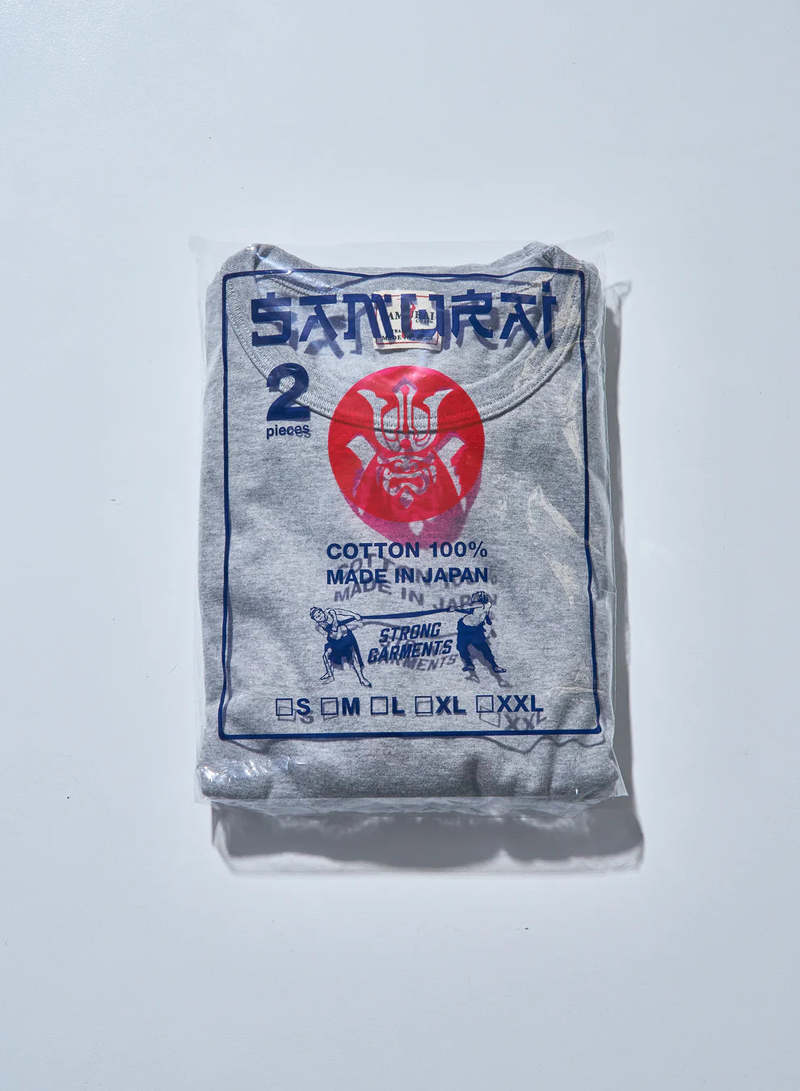 SAMURAI
2
pieces
COTTON 100%
MADE IN JAPAN
STRONG
GARMENTS
S M L XL XXL